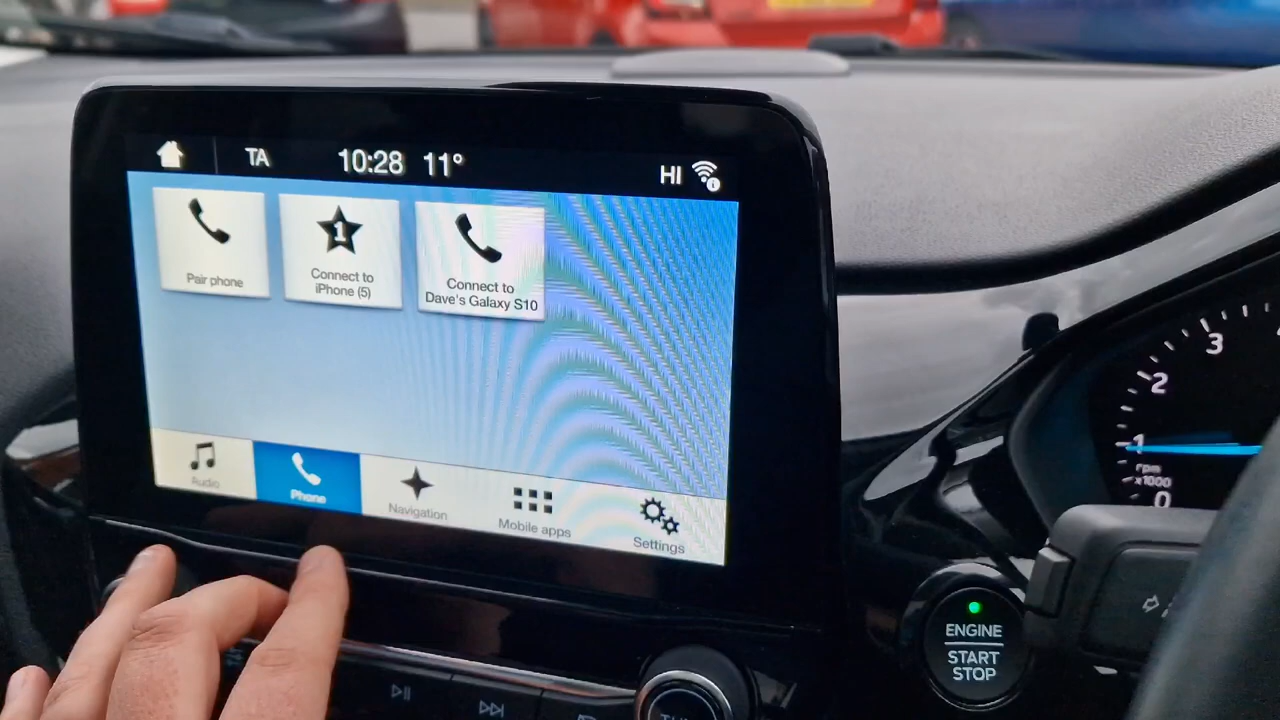 TA
10:28
11°
HI
Pair phone
1
Connect to
iPhone (5)
Connect to
Dave's Galaxy S10
Audio
Phone
Navigation
Mobile apps
Settings
3
2
1
rpm
x1000
0
ENGINE
START
STOP